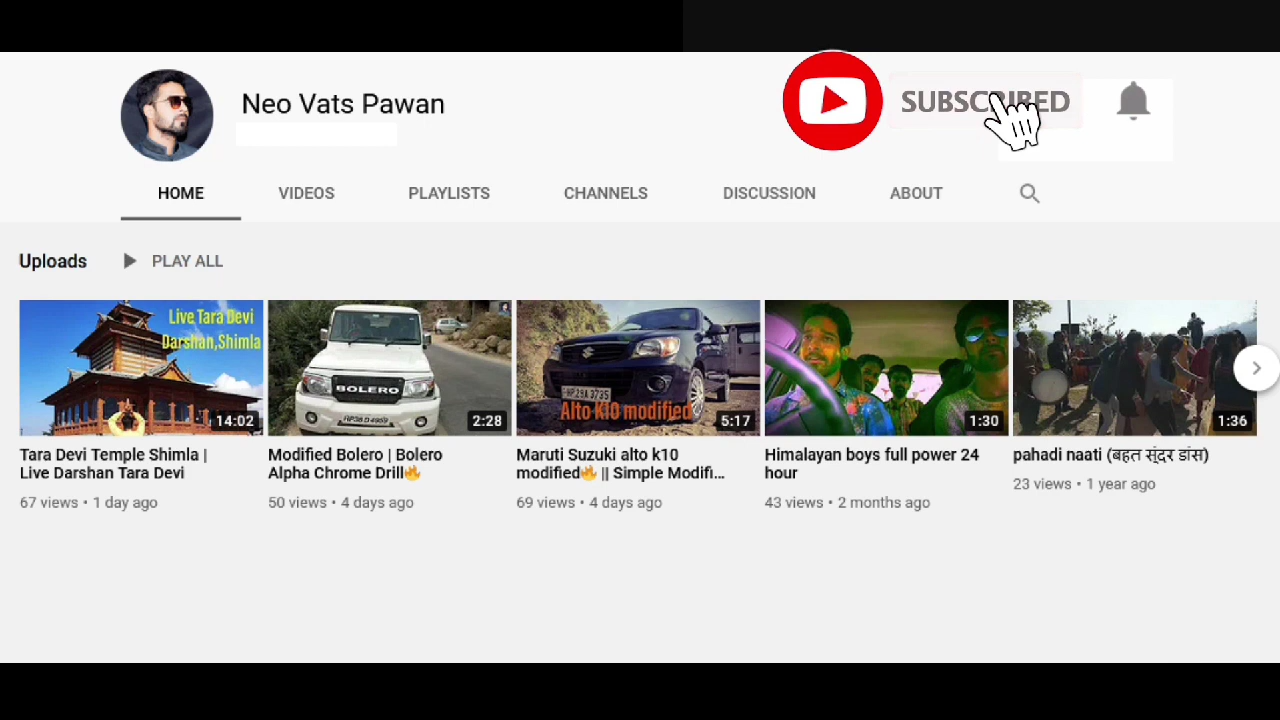 Neo Vats Pawan
SUBSCRIBED
HOME VIDEOS PLAYLISTS CHANNELS DISCUSSION ABOUT
Uploads PLAY ALL
Live Tara Devi
Darshan,Shimla
14:02
BOLERO
2:28
Alto K10 modified
5:17
1:30
1:36
Tara Devi Temple Shimla |
Live Darshan Tara Devi
67 views • 1 day ago
Modified Bolero | Bolero
Alpha Chrome Drill🔥
50 views • 4 days ago
Maruti Suzuki alto k10
modified🔥 || Simple Modifi...
69 views • 4 days ago
Himalayan boys full power 24
hour
43 views • 2 months ago
pahadi naati (बहत सुंदर डांस)
23 views • 1 year ago